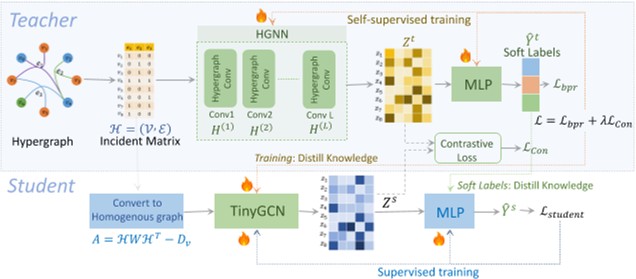 Teacher
Self-supervised training
HGNN
Hypergraph Conv
Hypergraph Conv
Hypergraph Conv
Conv1
Conv2
Conv L
H^(1)
H^(2)
H^(L)
Hypergraph
ℋ = (𝒱·ℰ)
Incident Matrix
Z^t
MLP
Ŷ^t
Soft Labels
ℒ_bpr
ℒ = ℒ_bpr + λℒ_Con
Contrastive
Loss
ℒ_Con
Training: Distill Knowledge
Student
Convert to
Homogenous graph
A = ℋWℋ^T − D_v
TinyGCN
Z^s
Soft Labels: Distill Knowledge
MLP
Ŷ^s
ℒ_student
Supervised training